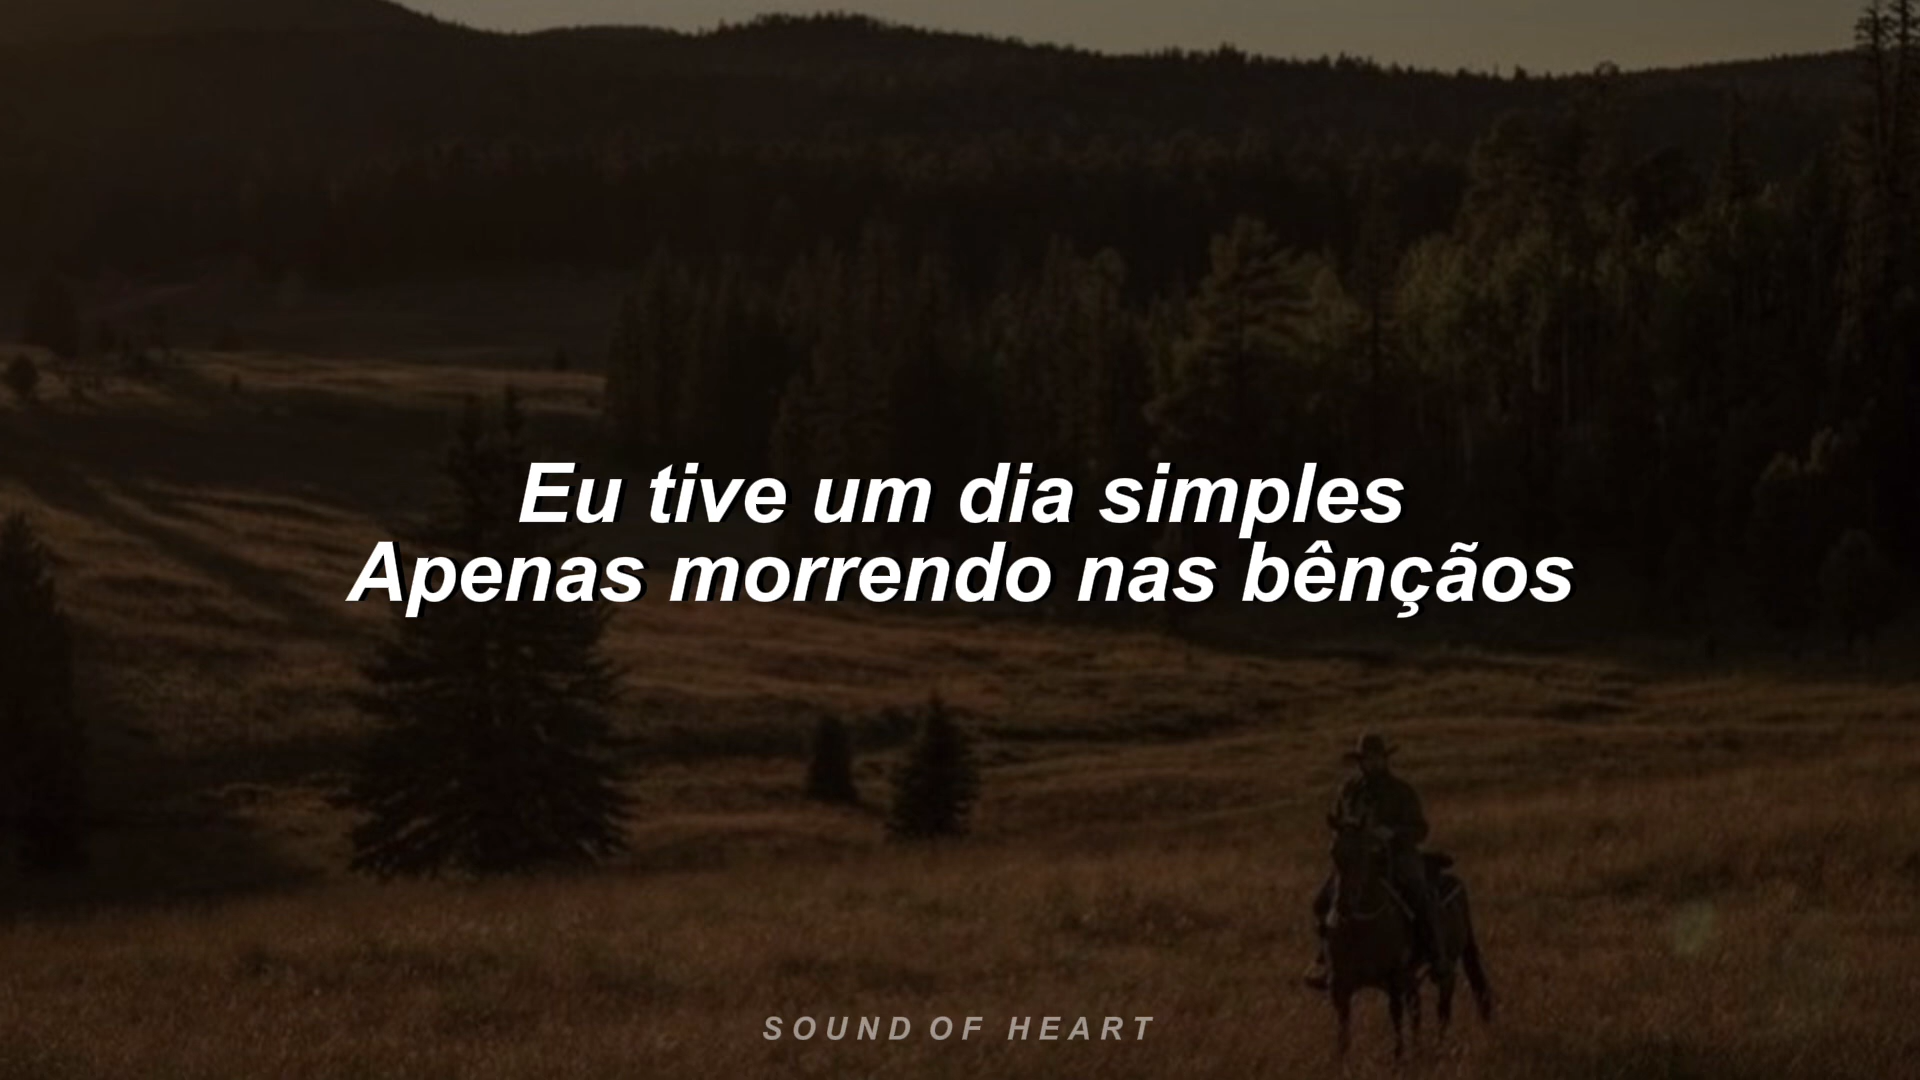 Eu tive um dia simples
Apenas morrendo nas bênçãos
SOUND OF HEART